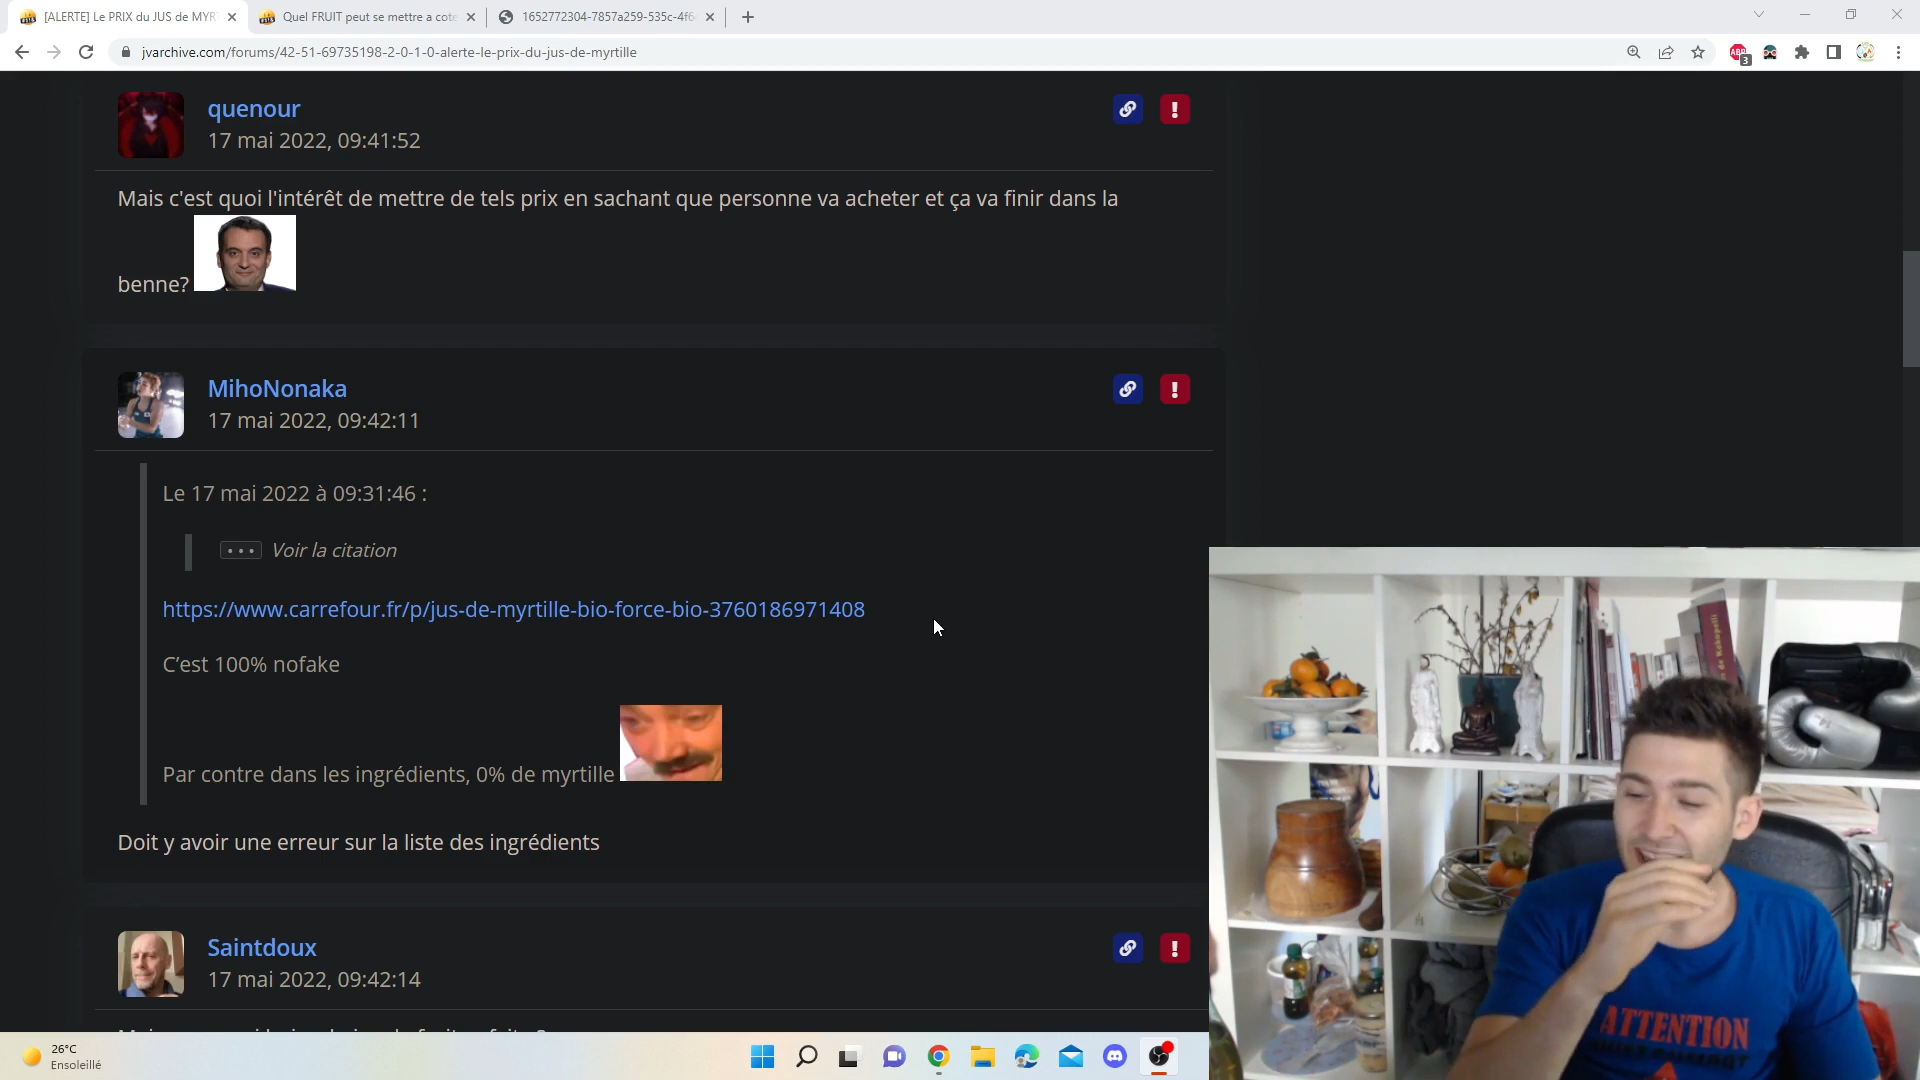 [ALERTE] Le PRIX du JUS de MYR
Quel FRUIT peut se mettre a cote
1652772304-7857a259-535c-4f6
jvarchive.com/forums/42-51-69735198-2-0-1-0-alerte-le-prix-du-jus-de-myrtille
ABP
3
quenour
17 mai 2022, 09:41:52
Mais c'est quoi l'intérêt de mettre de tels prix en sachant que personne va acheter et ça va finir dans la
benne?
MihoNonaka
17 mai 2022, 09:42:11
Le 17 mai 2022 à 09:31:46 :
Voir la citation
https://www.carrefour.fr/p/jus-de-myrtille-bio-force-bio-3760186971408
C'est 100% nofake
Par contre dans les ingrédients, 0% de myrtille
Doit y avoir une erreur sur la liste des ingrédients
Saintdoux
17 mai 2022, 09:42:14
ATTENTION
26°C
Ensoleillé